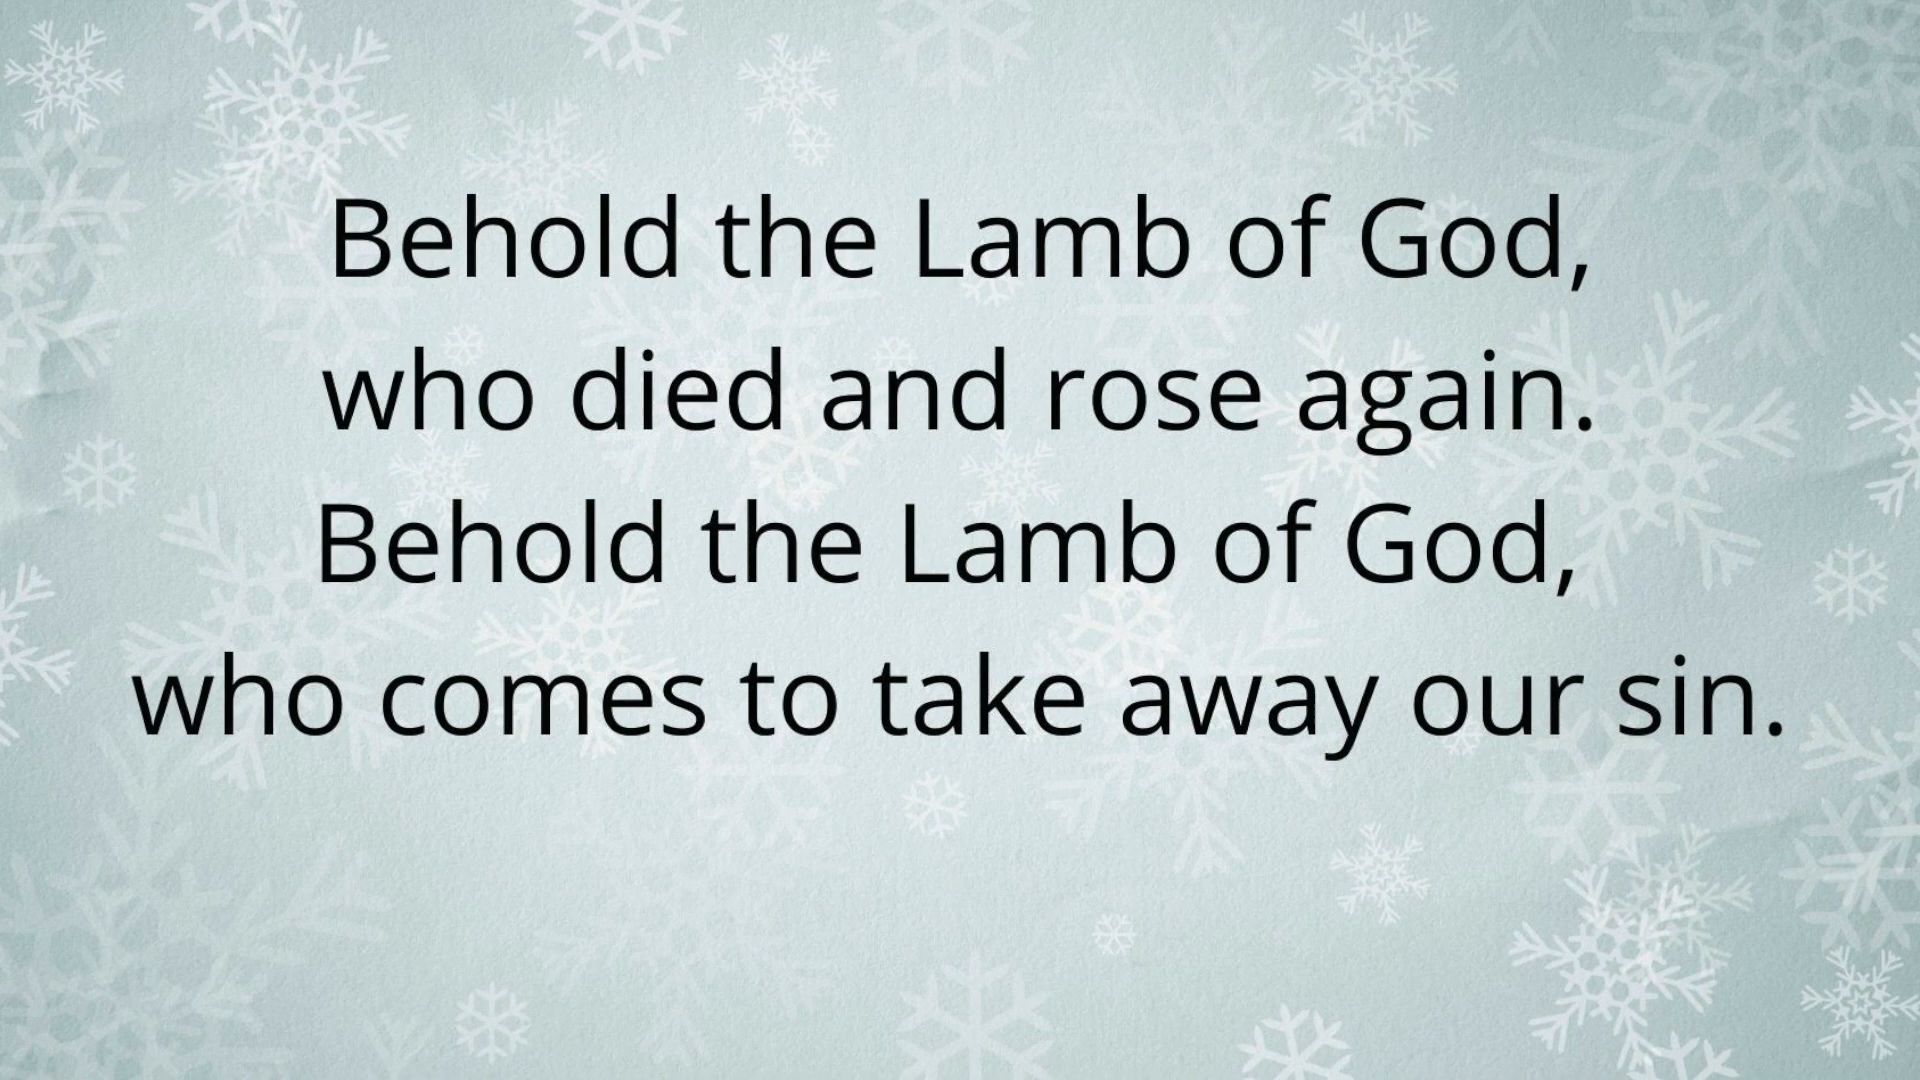 Behold the Lamb of God,
who died and rose again.
Behold the Lamb of God,
who comes to take away our sin.